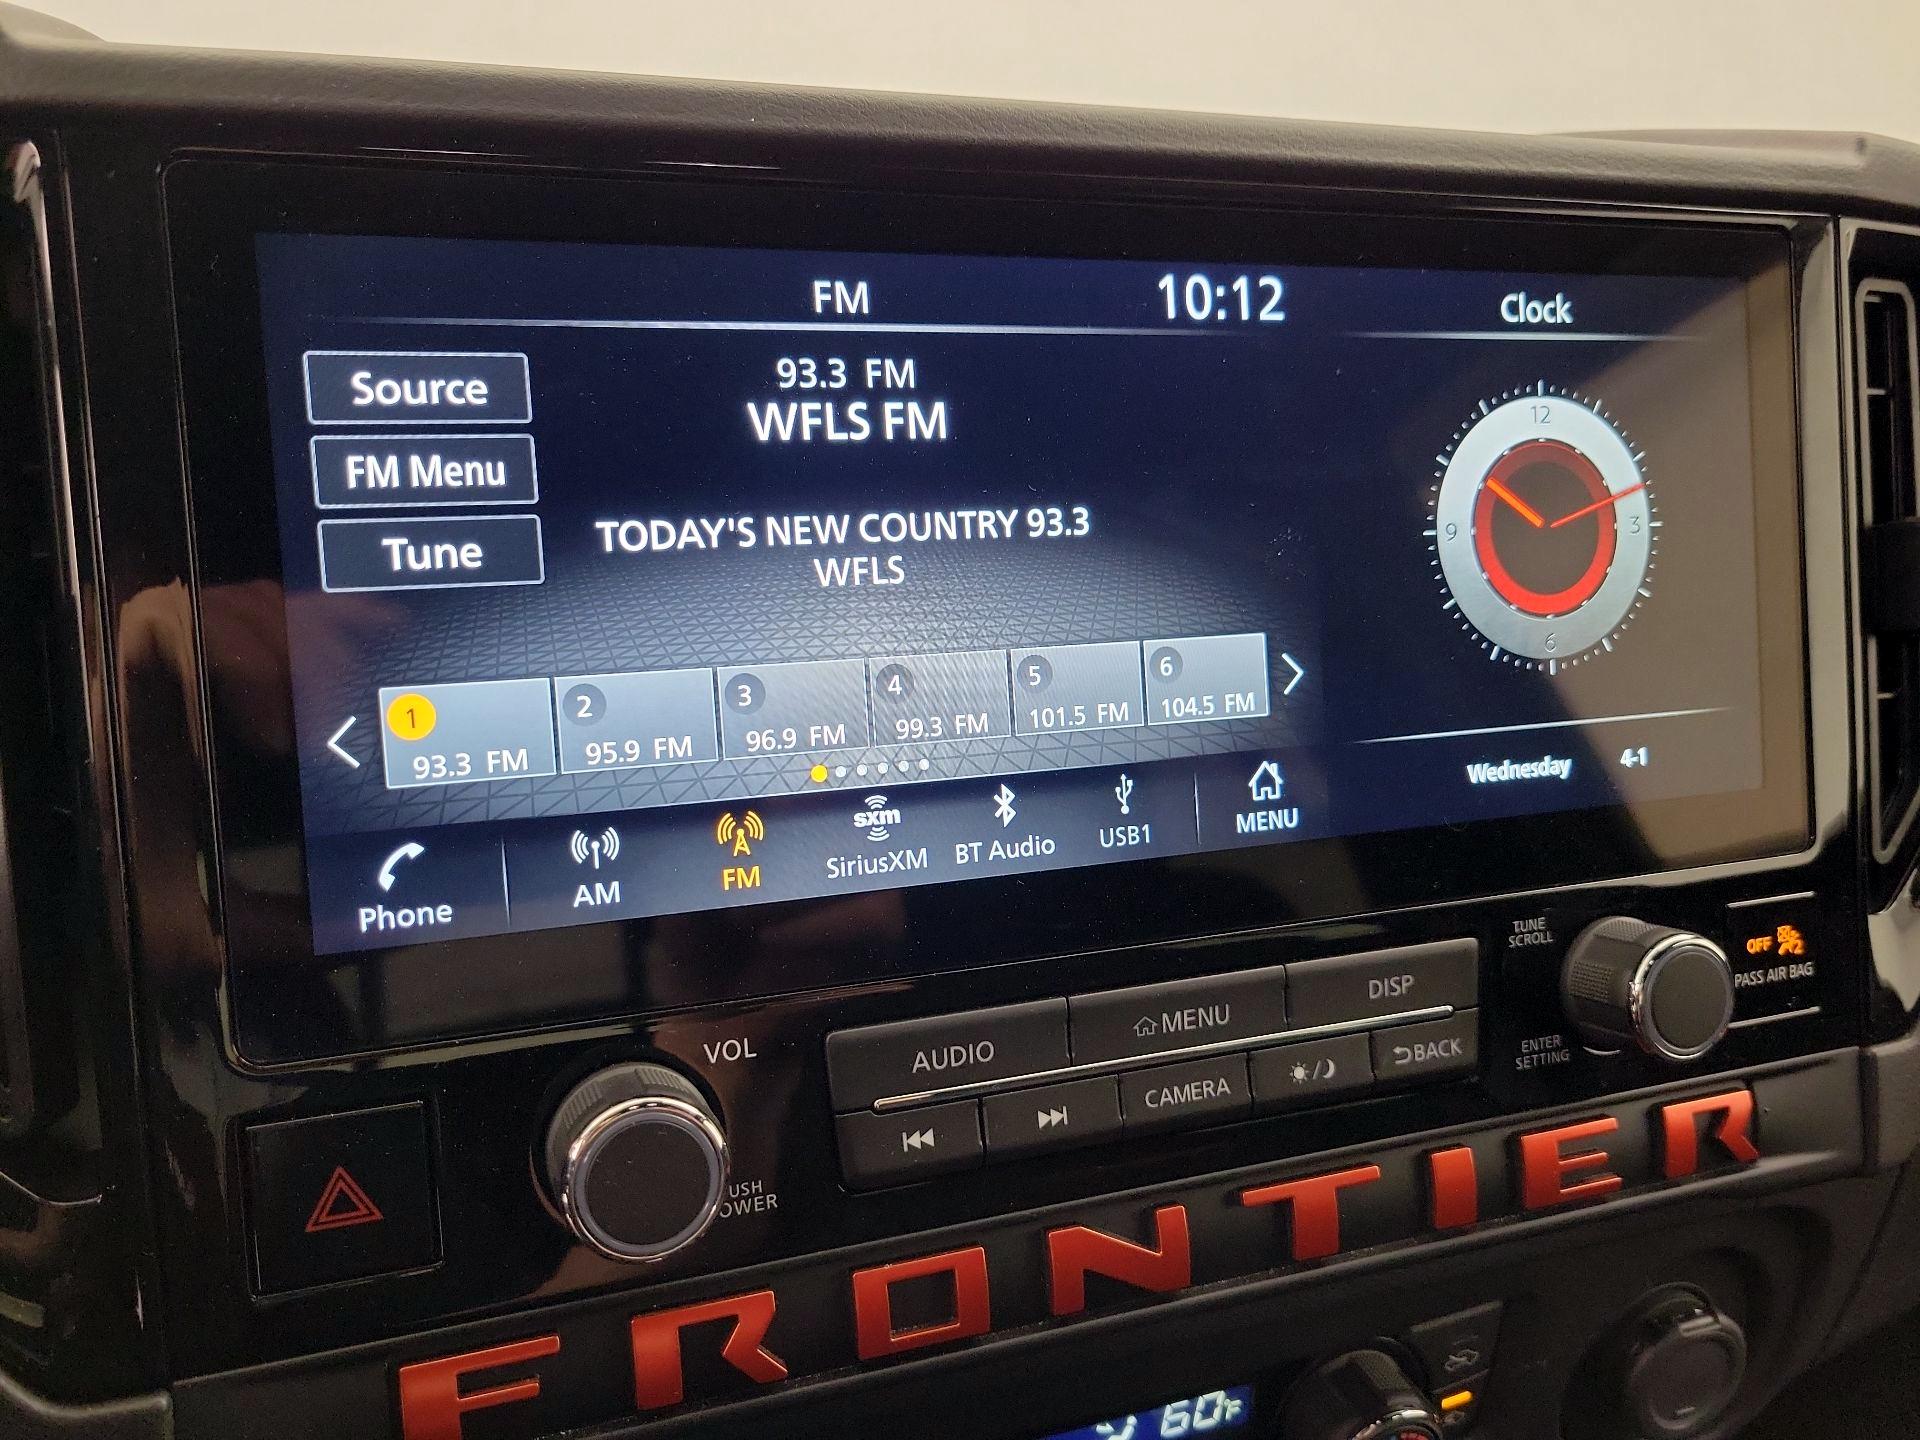 FM
10:12
Clock
Source
FM Menu
Tune
93.3 FM
WFLS FM
TODAY'S NEW COUNTRY 93.3
WFLS
12
3
6
9
1
93.3 FM
2
95.9 FM
3
96.9 FM
4
99.3 FM
5
101.5 FM
6
104.5 FM
Wednesday 4-1
Phone
AM
FM
sxm
SiriusXM
BT Audio
USB1
MENU
VOL
AUDIO
MENU
DISP
CAMERA
BACK
TUNE
SCROLL
ENTER
SETTING
OFF
2
PASS AIR BAG
FRONTIER
60°F